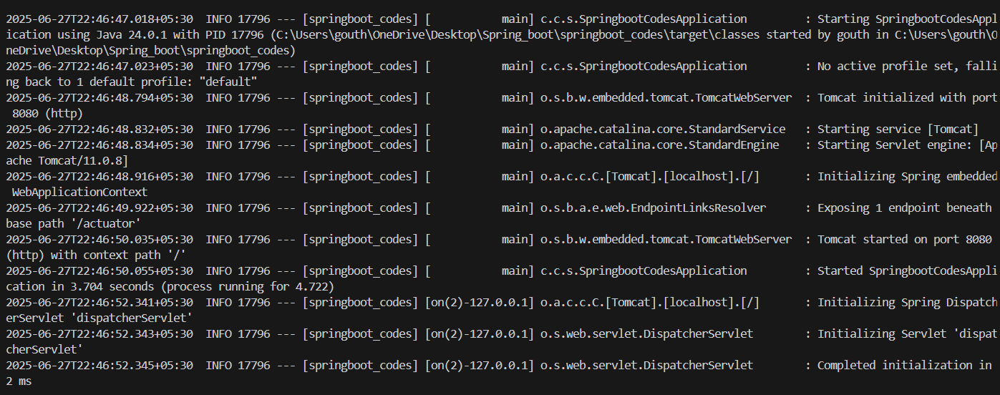 2025-06-27T22:46:47.018+05:30  INFO 17796 --- [springboot_codes] [           main] c.c.s.SpringbootCodesApplication         : Starting SpringbootCodesAppl
ication using Java 24.0.1 with PID 17796 (C:\Users\gouth\OneDrive\Desktop\Spring_boot\springboot_codes\target\classes started by gouth in C:\Users\gouth\O
neDrive\Desktop\Spring_boot\springboot_codes)
2025-06-27T22:46:47.023+05:30  INFO 17796 --- [springboot_codes] [           main] c.c.s.SpringbootCodesApplication         : No active profile set, falli
ng back to 1 default profile: "default"
2025-06-27T22:46:48.794+05:30  INFO 17796 --- [springboot_codes] [           main] o.s.b.w.embedded.tomcat.TomcatWebServer  : Tomcat initialized with port
 8080 (http)
2025-06-27T22:46:48.832+05:30  INFO 17796 --- [springboot_codes] [           main] o.apache.catalina.core.StandardService   : Starting service [Tomcat]
2025-06-27T22:46:48.834+05:30  INFO 17796 --- [springboot_codes] [           main] o.apache.catalina.core.StandardEngine    : Starting Servlet engine: [Ap
ache Tomcat/11.0.8]
2025-06-27T22:46:48.916+05:30  INFO 17796 --- [springboot_codes] [           main] o.a.c.c.C.[Tomcat].[localhost].[/]       : Initializing Spring embedded
 WebApplicationContext
2025-06-27T22:46:49.922+05:30  INFO 17796 --- [springboot_codes] [           main] o.s.b.a.e.web.EndpointLinksResolver      : Exposing 1 endpoint beneath 
base path '/actuator'
2025-06-27T22:46:50.035+05:30  INFO 17796 --- [springboot_codes] [           main] o.s.b.w.embedded.tomcat.TomcatWebServer  : Tomcat started on port 8080 
(http) with context path '/'
2025-06-27T22:46:50.055+05:30  INFO 17796 --- [springboot_codes] [           main] c.c.s.SpringbootCodesApplication         : Started SpringbootCodesAppli
cation in 3.704 seconds (process running for 4.722)
2025-06-27T22:46:52.341+05:30  INFO 17796 --- [springboot_codes] [on(2)-127.0.0.1] o.a.c.c.C.[Tomcat].[localhost].[/]       : Initializing Spring Dispatch
erServlet 'dispatcherServlet'
2025-06-27T22:46:52.343+05:30  INFO 17796 --- [springboot_codes] [on(2)-127.0.0.1] o.s.web.servlet.DispatcherServlet        : Initializing Servlet 'dispat
cherServlet'
2025-06-27T22:46:52.345+05:30  INFO 17796 --- [springboot_codes] [on(2)-127.0.0.1] o.s.web.servlet.DispatcherServlet        : Completed initialization in 
2 ms